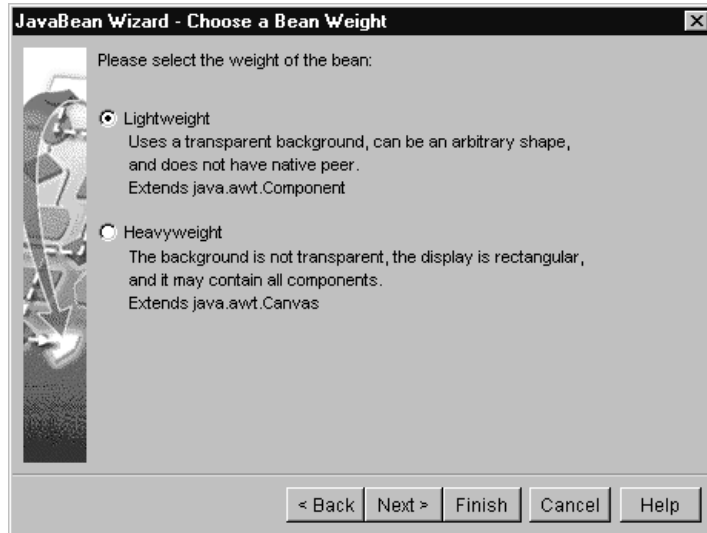 JavaBean Wizard - Choose a Bean Weight
Please select the weight of the bean:
Lightweight
Uses a transparent background, can be an arbitrary shape,
and does not have native peer.
Extends java.awt.Component
Heavyweight
The background is not transparent, the display is rectangular,
and it may contain all components.
Extends java.awt.Canvas
< Back Next > Finish Cancel Help